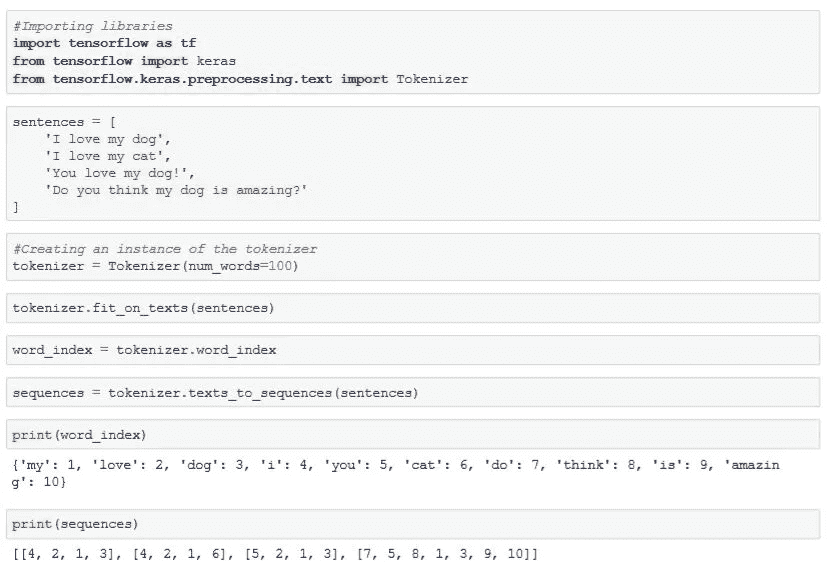 #Importing libraries
import tensorflow as tf
from tensorflow import keras
from tensorflow.keras.preprocessing.text import Tokenizer
sentences = [
    'I love my dog',
    'I love my cat',
    'You love my dog!',
    'Do you think my dog is amazing?'
]
#Creating an instance of the tokenizer
tokenizer = Tokenizer(num_words=100)
tokenizer.fit_on_texts(sentences)
word_index = tokenizer.word_index
sequences = tokenizer.texts_to_sequences(sentences)
print(word_index)
{'my': 1, 'love': 2, 'dog': 3, 'i': 4, 'you': 5, 'cat': 6, 'do': 7, 'think': 8, 'is': 9, 'amazin
g': 10}
print(sequences)
[[4, 2, 1, 3], [4, 2, 1, 6], [5, 2, 1, 3], [7, 5, 8, 1, 3, 9, 10]]